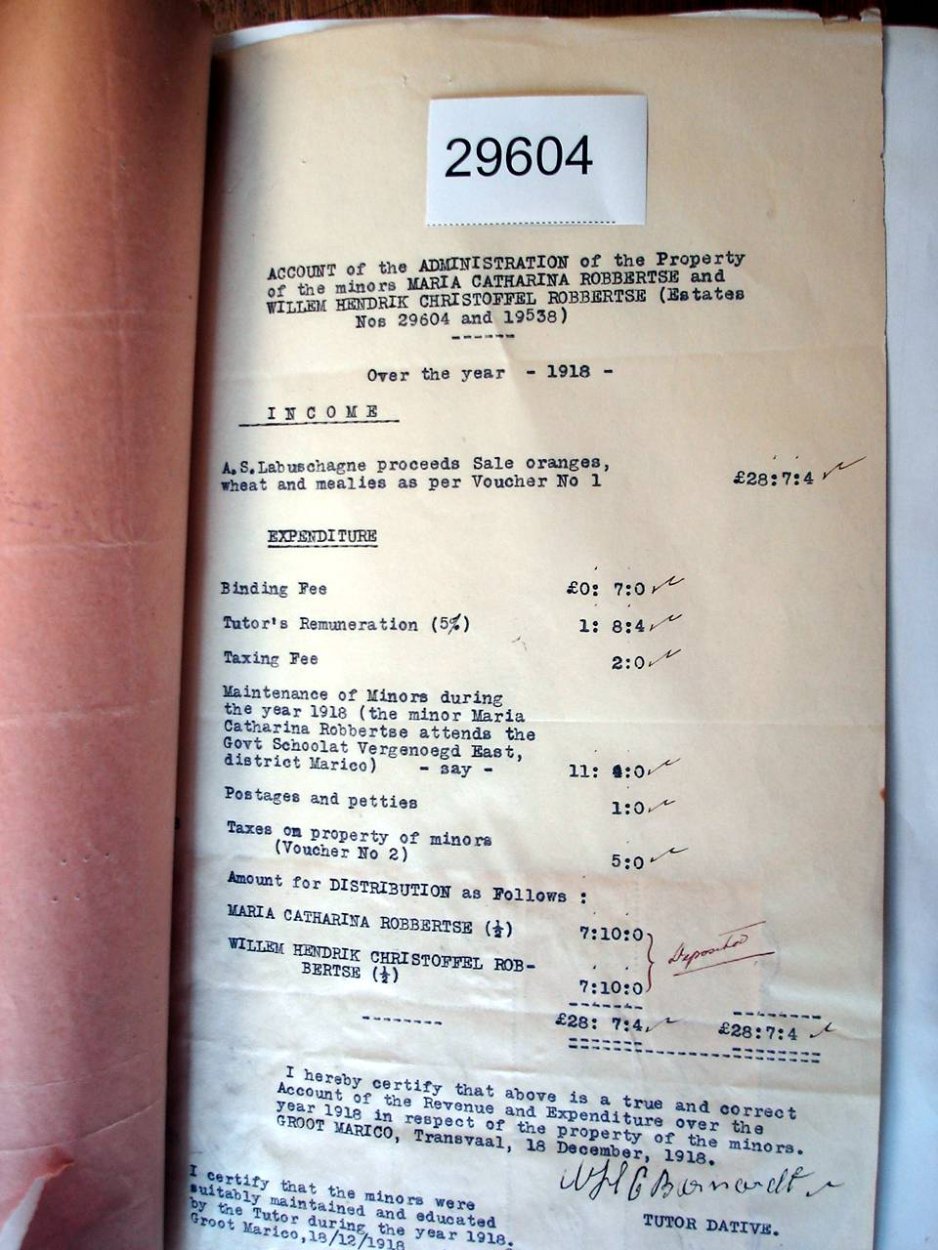 29604
ACCOUNT of the ADMINISTRATION of the Property
of the minors MARIA CATHARINA ROBBERTSE and
WILLEM HENDRIK CHRISTOFFEL ROBBERTSE (Estates
Nos 29604 and 19538)
------
Over the year - 1918 -
I N C O M E
A.S.Labuschagne proceeds Sale oranges,
wheat and mealies as per Voucher No 1 £28:7:4
EXPENDITURE
Binding Fee £0: 7:0
Tutor's Remuneration (5%) 1: 8:4
Taxing Fee 2:0
Maintenance of Minors during
the year 1918 (the minor Maria
Catharina Robbertse attends the
Govt Schoolat Vergenoegd East,
district Marico) - say - 11: 4:0
Postages and petties 1:0
Taxes on property of minors
(Voucher No 2) 5:0
Amount for DISTRIBUTION as Follows :
MARIA CATHARINA ROBBERTSE (½) 7:10:0
Deposited
WILLEM HENDRIK CHRISTOFFEL ROB-
BERTSE (½) 7:10:0
-------- £28: 7:4 £28:7:4
I hereby certify that above is a true and correct
Account of the Revenue and Expenditure over the
year 1918 in respect of the property of the minors.
GROOT MARICO, Transvaal, 18 December, 1918.
Barnardt
TUTOR DATIVE.
I certify that the minors were
suitably maintained and educated
by the Tutor during the year 1918.
Groot Marico,18/12/1918